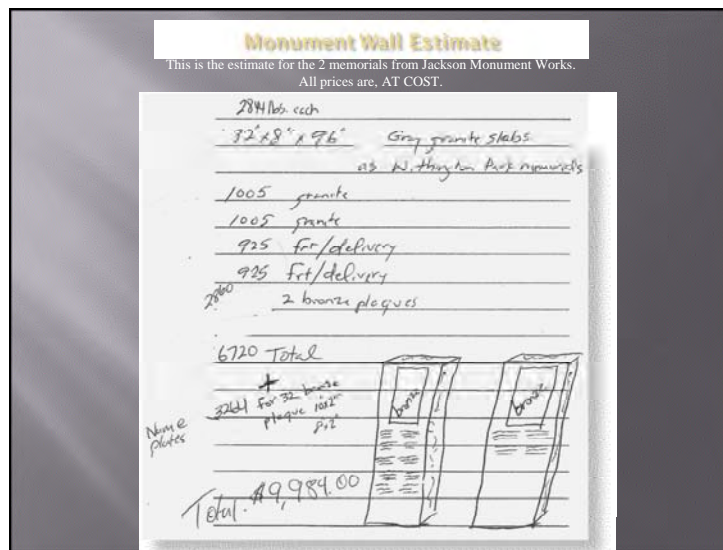 Monument Wall Estimate
This is the estimate for the 2 memorials from Jackson Monument Works.
All prices are, AT COST.
2844 lbs. each
32" x 8" x 96" Gray granite slabs
as Park memorials
1005 granite
1005 granite
925 frt/delivery
925 frt/delivery
2860 2 bronze plaques
6720 Total
+
Name plates
3264 for 32 bronze
plaque 10x2"
8x2"
bronze
bronze
Total. $9,984.00